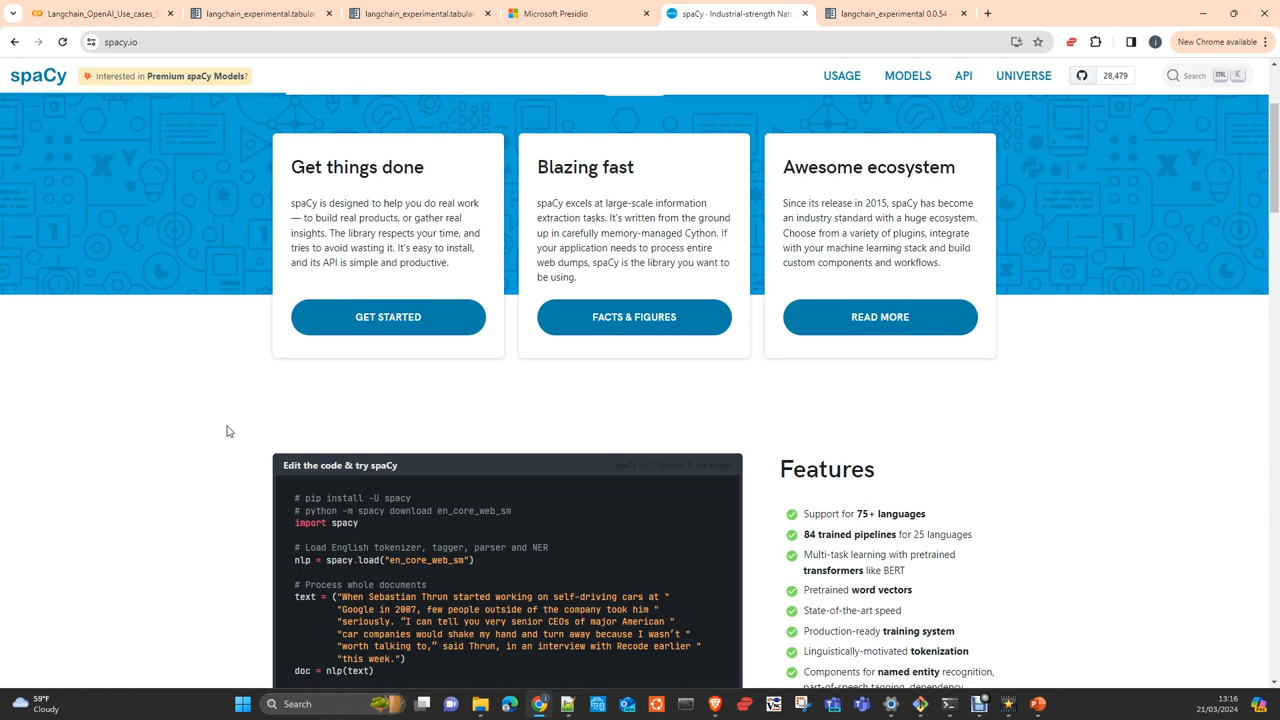 Langchain_OpenAI_Use_cases_
langchain_experimental.tabular
langchain_experimental.tabular
Microsoft Presidio
spaCy · Industrial-strength Natu
langchain_experimental 0.0.54
spacy.io
New Chrome available
spaCy
Interested in Premium spaCy Models?
USAGE
MODELS
API
UNIVERSE
28,479
Search
CTRL
K
Get things done
spaCy is designed to help you do real work
— to build real products, or gather real
insights. The library respects your time, and
tries to avoid wasting it. It's easy to install,
and its API is simple and productive.
GET STARTED
Blazing fast
spaCy excels at large-scale information
extraction tasks. It's written from the ground
up in carefully memory-managed Cython. If
your application needs to process entire
web dumps, spaCy is the library you want to
be using.
FACTS & FIGURES
Awesome ecosystem
Since its release in 2015, spaCy has become
an industry standard with a huge ecosystem.
Choose from a variety of plugins, integrate
with your machine learning stack and build
custom components and workflows.
READ MORE
Edit the code & try spaCy
spaCy v3.7 · Python 3 · via Binder
# pip install -U spacy
# python -m spacy download en_core_web_sm
import spacy
# Load English tokenizer, tagger, parser and NER
nlp = spacy.load("en_core_web_sm")
# Process whole documents
text = ("When Sebastian Thrun started working on self-driving cars at "
"Google in 2007, few people outside of the company took him "
"seriously. “I can tell you very senior CEOs of major American "
"car companies would shake my hand and turn away because I wasn’t "
"worth talking to,” said Thrun, in an interview with Recode earlier "
"this week.")
doc = nlp(text)
Features
Support for 75+ languages
84 trained pipelines for 25 languages
Multi-task learning with pretrained
transformers like BERT
Pretrained word vectors
State-of-the-art speed
Production-ready training system
Linguistically-motivated tokenization
Components for named entity recognition,
part-of-speech tagging, dependency
59°F
Cloudy
Search
13:16
21/03/2024